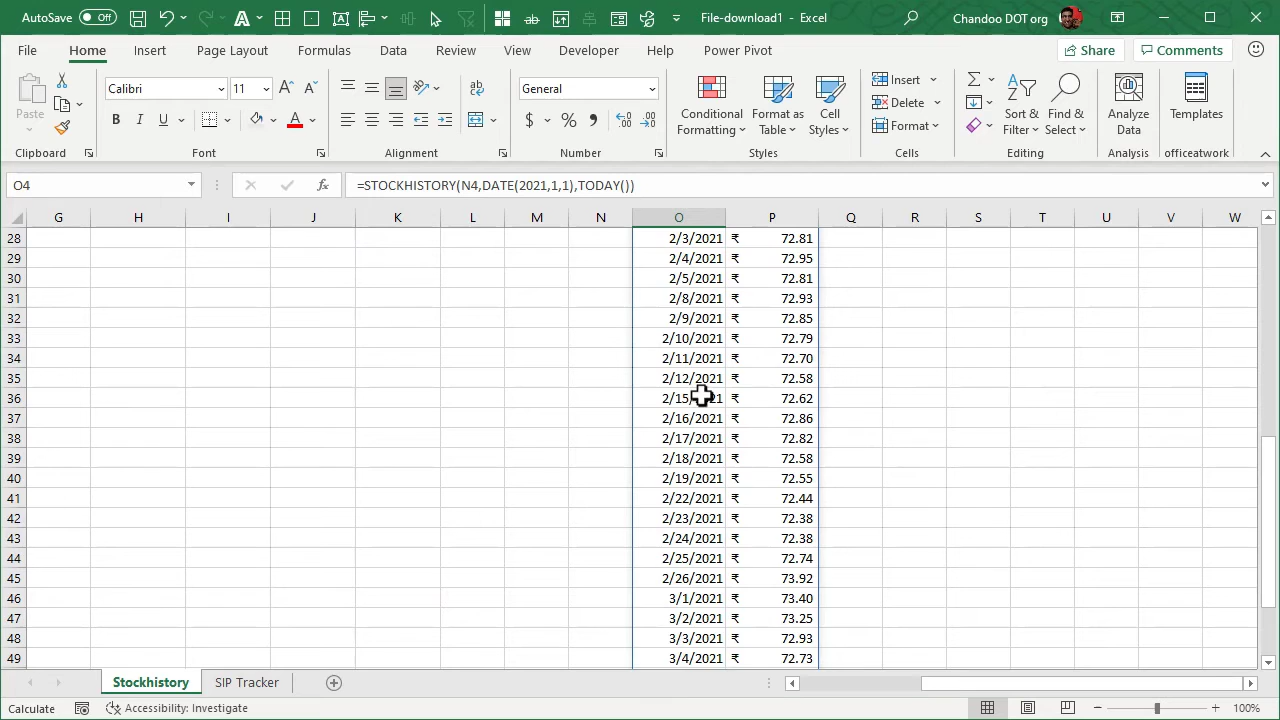 AutoSave Off File-download1 - Excel Chandoo DOT org
File Home Insert Page Layout Formulas Data Review View Developer Help Power Pivot Share Comments
Paste Calibri 11 General Conditional Formatting Format as Table Cell Styles Insert Delete Format Sort & Filter Find & Select Analyze Data Templates
Clipboard Font Alignment Number Styles Cells Editing Analysis officeatwork
O4 =STOCKHISTORY(N4,DATE(2021,1,1),TODAY())
G H I J K L M N O P Q R S T U V W
28 2/3/2021 ₹ 72.81
29 2/4/2021 ₹ 72.95
30 2/5/2021 ₹ 72.81
31 2/8/2021 ₹ 72.93
32 2/9/2021 ₹ 72.85
33 2/10/2021 ₹ 72.79
34 2/11/2021 ₹ 72.70
35 2/12/2021 ₹ 72.58
36 2/15/2021 ₹ 72.62
37 2/16/2021 ₹ 72.86
38 2/17/2021 ₹ 72.82
39 2/18/2021 ₹ 72.58
40 2/19/2021 ₹ 72.55
41 2/22/2021 ₹ 72.44
42 2/23/2021 ₹ 72.38
43 2/24/2021 ₹ 72.38
44 2/25/2021 ₹ 72.74
45 2/26/2021 ₹ 73.92
46 3/1/2021 ₹ 73.40
47 3/2/2021 ₹ 73.25
48 3/3/2021 ₹ 72.93
49 3/4/2021 ₹ 72.73
Stockhistory SIP Tracker
Calculate Accessibility: Investigate 100%